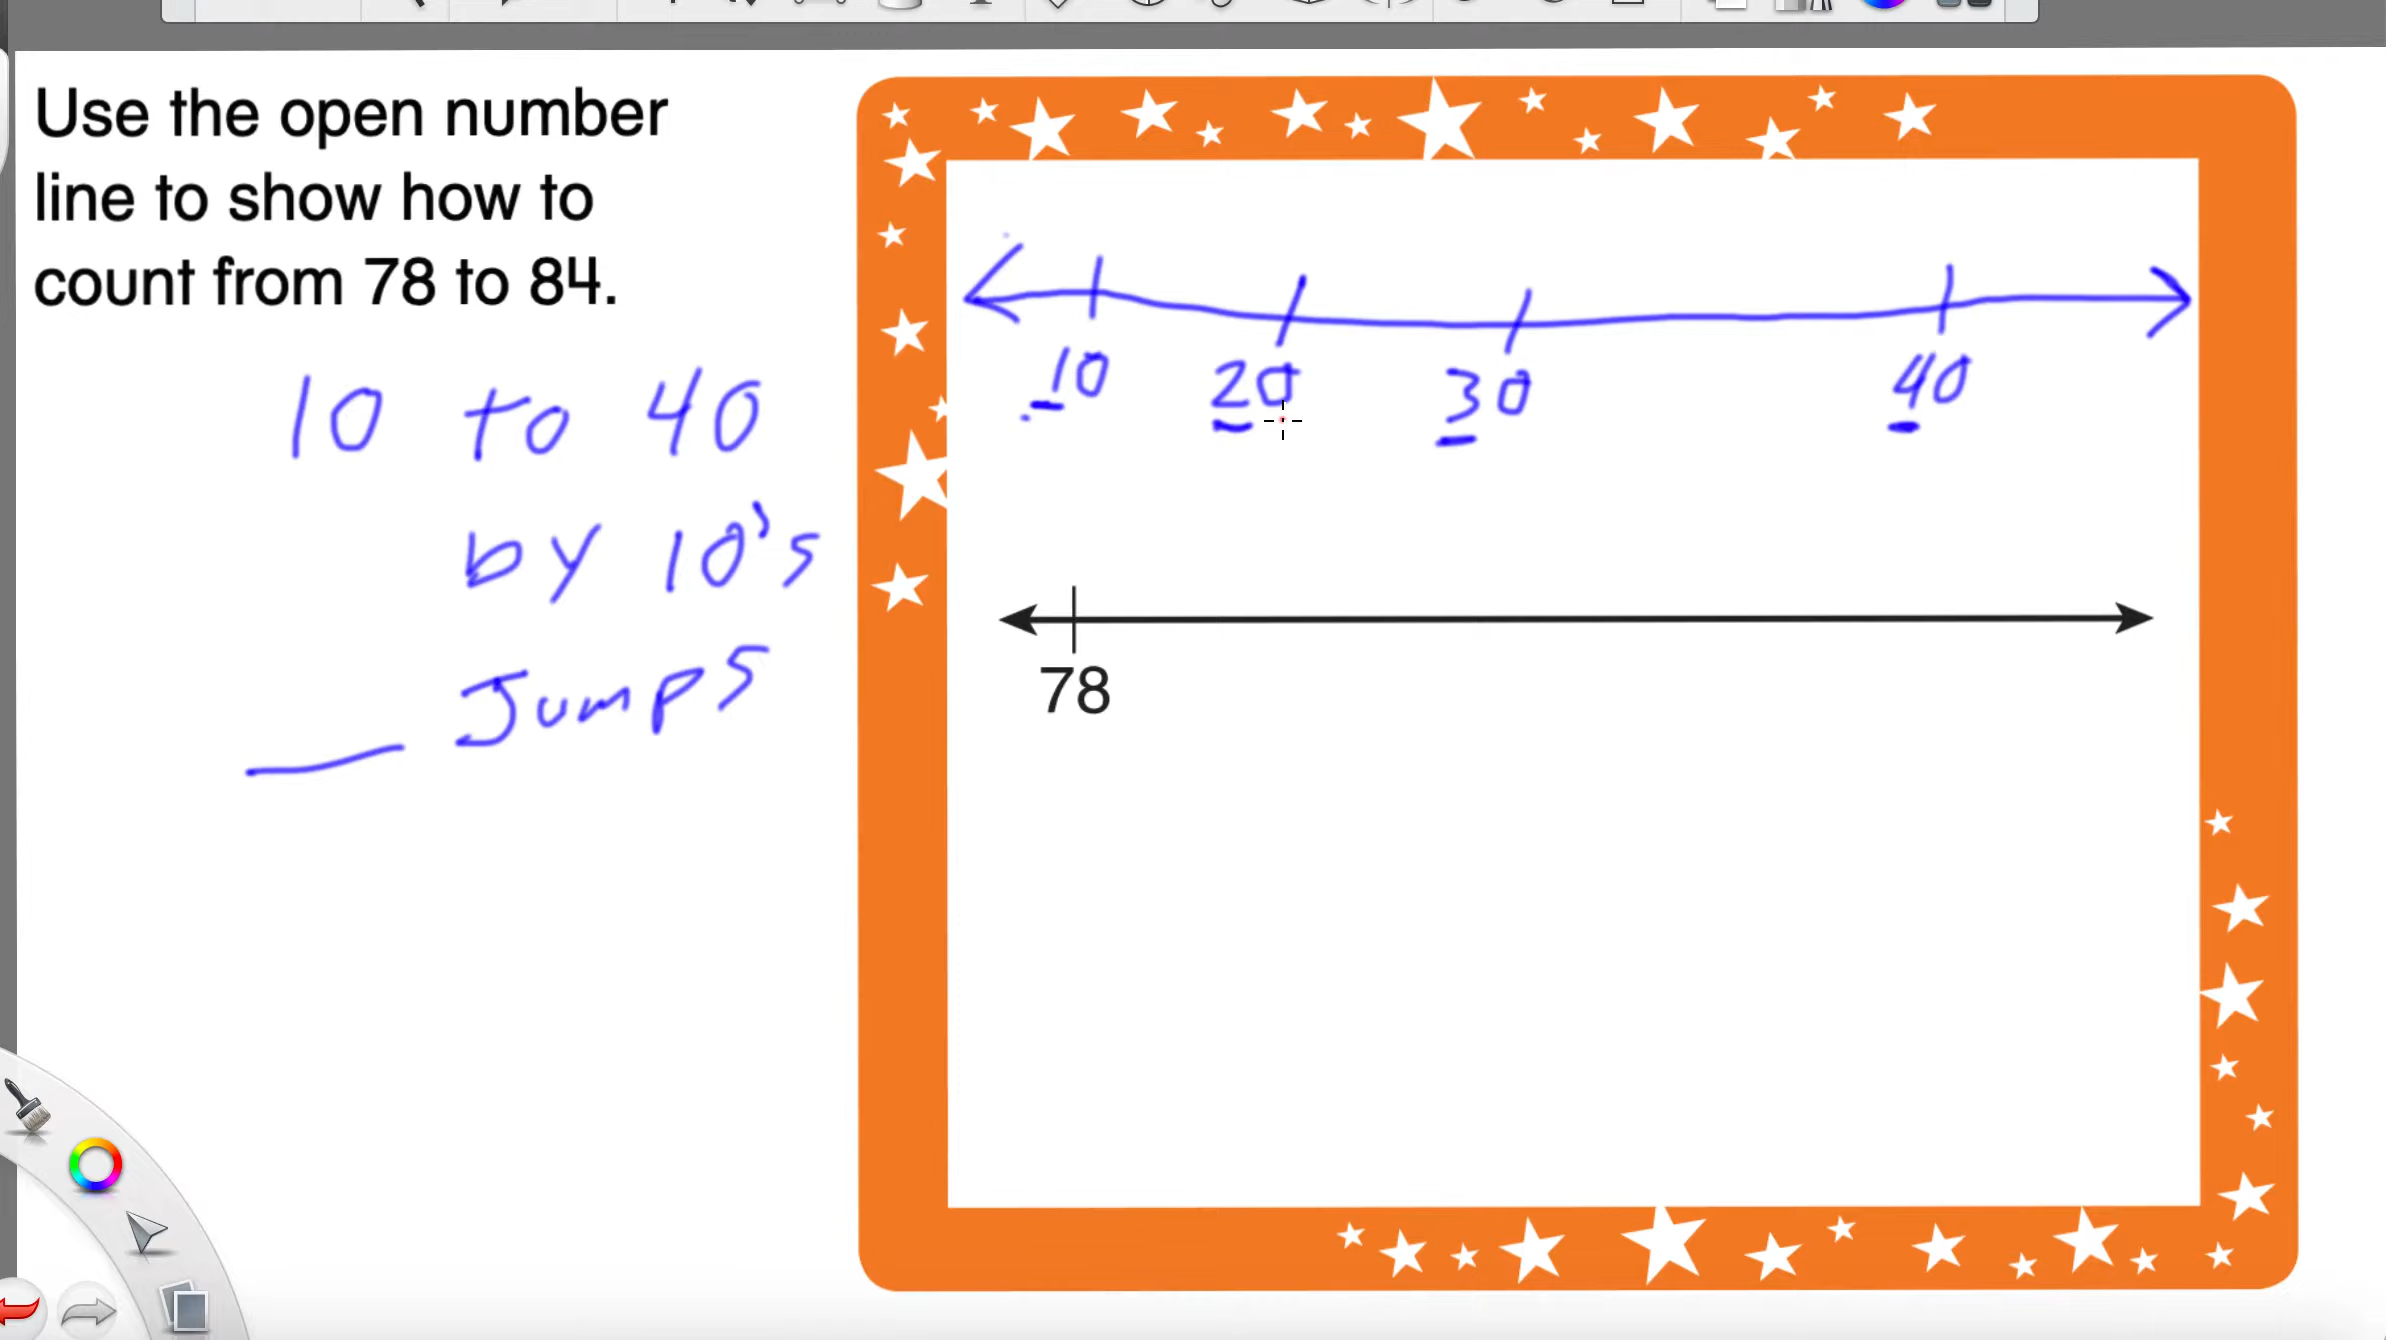 Use the open number
line to show how to
count from 78 to 84.
10 to 40
by 10's
___ Jumps
10 20 30 40
78